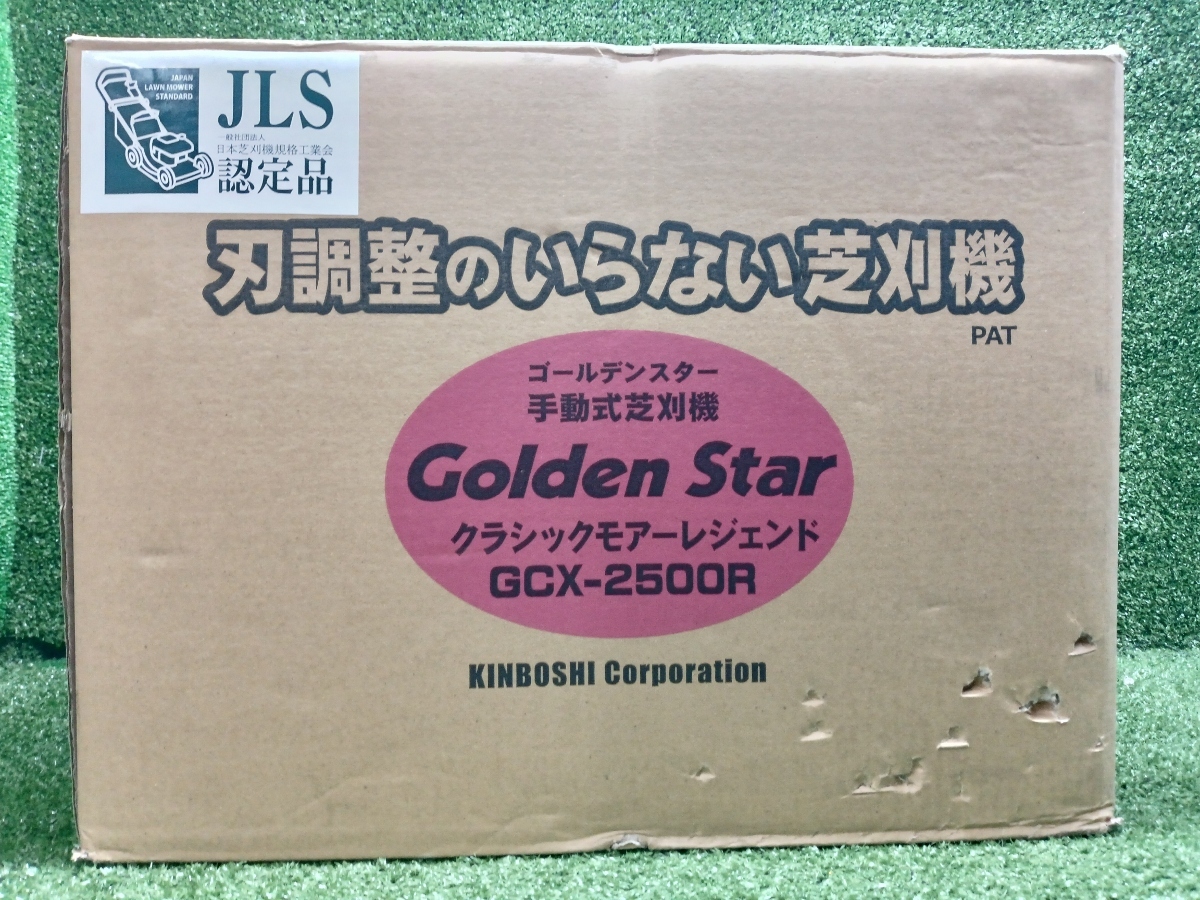 JAPAN
LAWN MOWER
STANDARD
JLS
一般社団法人
日本芝刈機規格工業会
認定品
刃調整のいらない芝刈機
PAT
ゴールデンスター
手動式芝刈機
Golden Star
クラシックモアーレジェンド
GCX-2500R
KINBOSHI Corporation